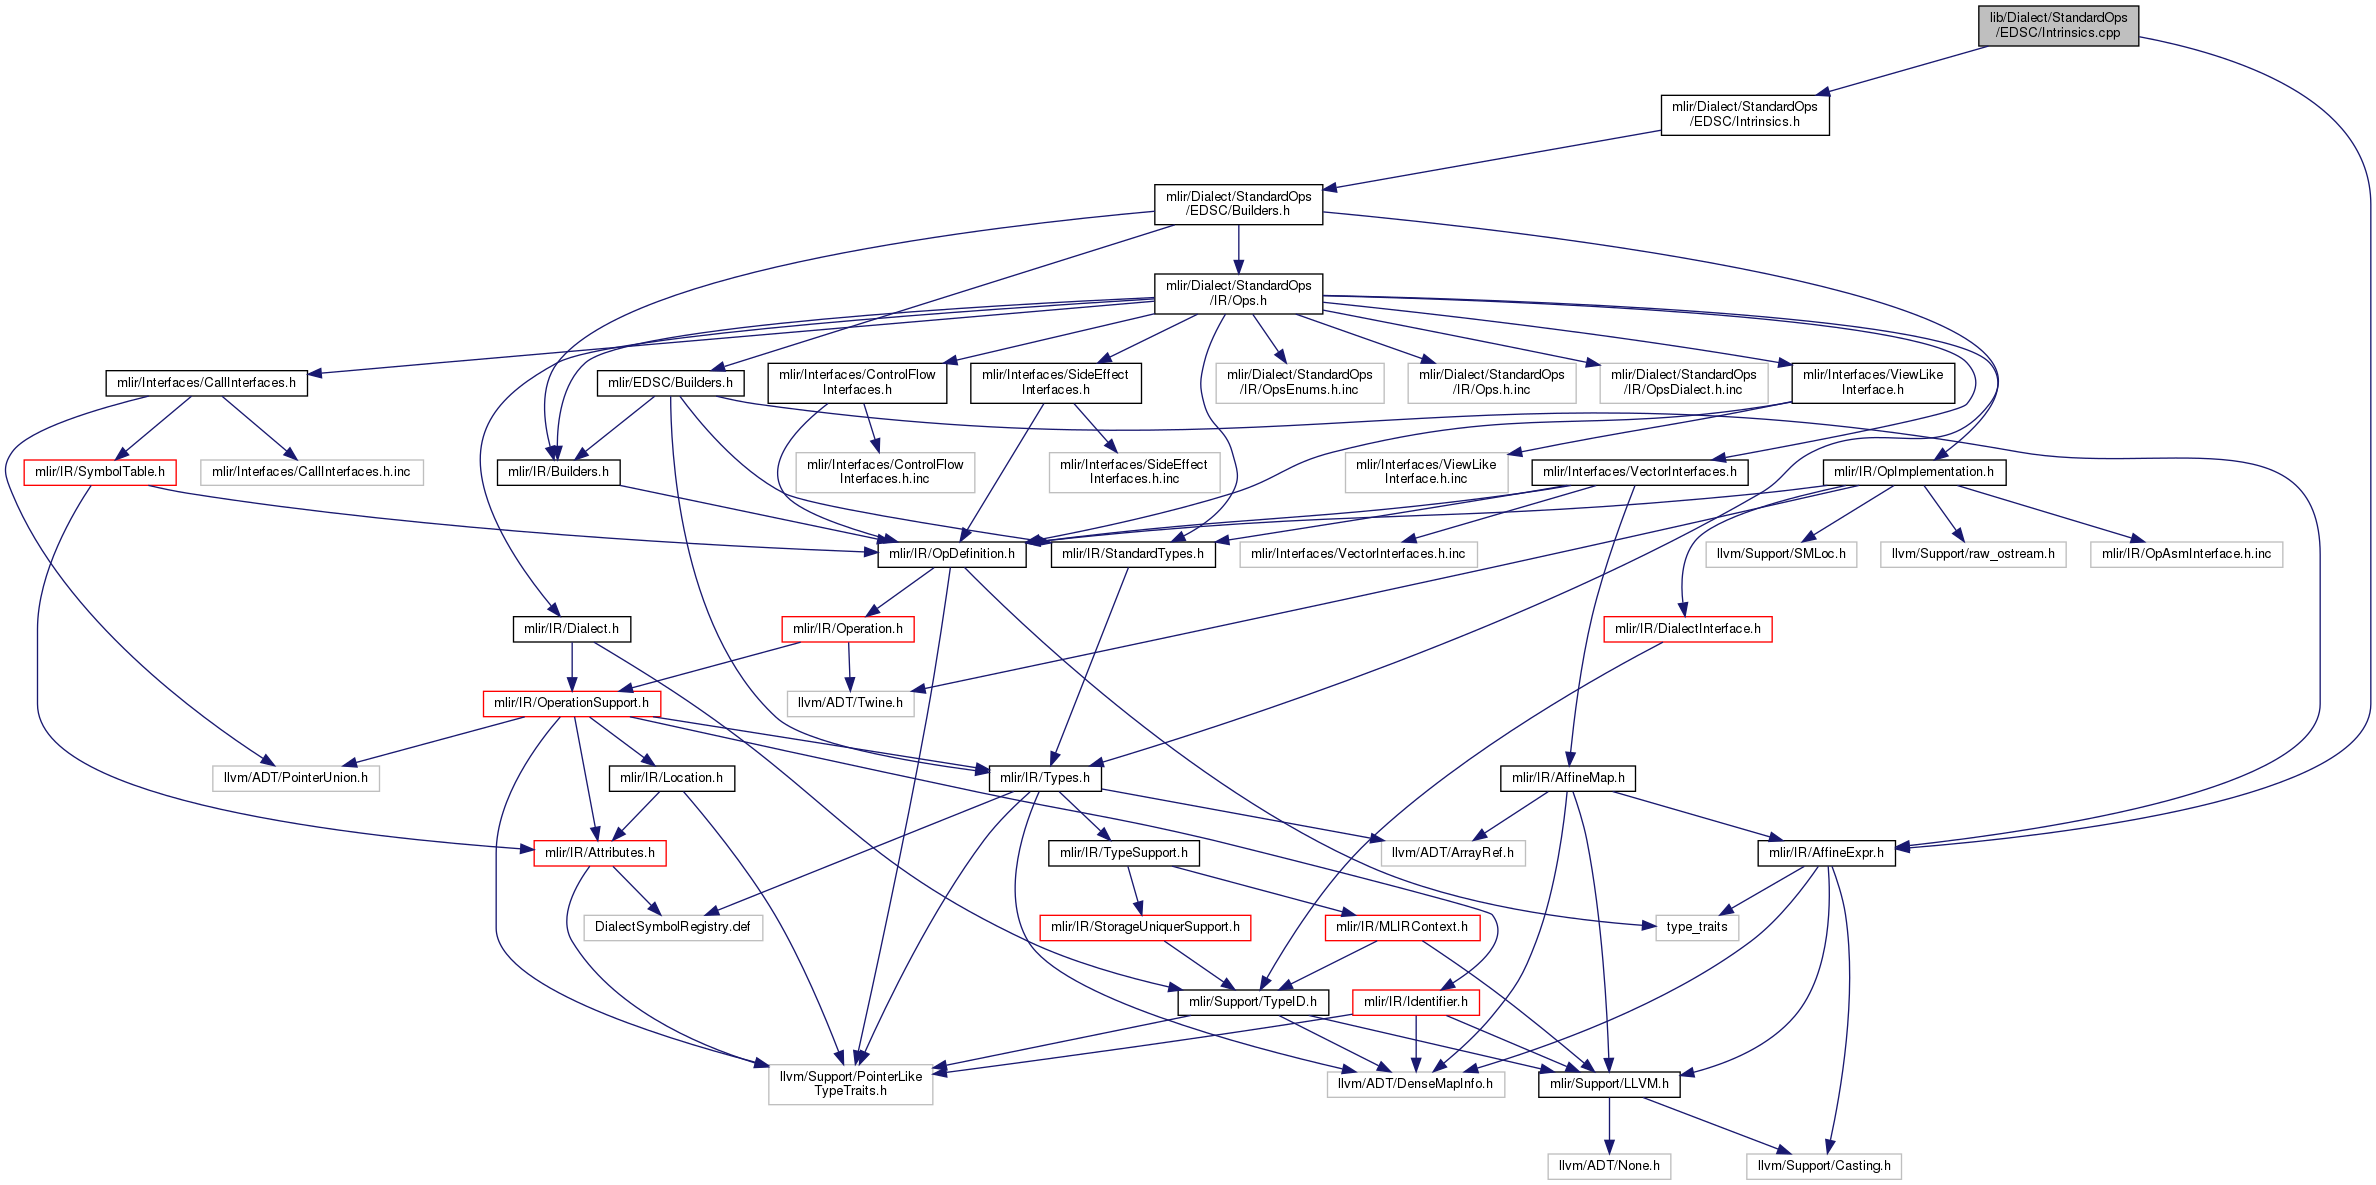 lib/Dialect/StandardOps
/EDSC/Intrinsics.cpp
mlir/Dialect/StandardOps
/EDSC/Intrinsics.h
mlir/Dialect/StandardOps
/EDSC/Builders.h
mlir/Dialect/StandardOps
/IR/Ops.h
mlir/Interfaces/CallInterfaces.h
mlir/EDSC/Builders.h
mlir/Interfaces/ControlFlow
Interfaces.h
mlir/Interfaces/SideEffect
Interfaces.h
mlir/Dialect/StandardOps
/IR/OpsEnums.h.inc
mlir/Dialect/StandardOps
/IR/Ops.h.inc
mlir/Dialect/StandardOps
/IR/OpsDialect.h.inc
mlir/Interfaces/ViewLike
Interface.h
mlir/IR/SymbolTable.h
mlir/Interfaces/CallInterfaces.h.inc
mlir/IR/Builders.h
mlir/Interfaces/ControlFlow
Interfaces.h.inc
mlir/Interfaces/SideEffect
Interfaces.h.inc
mlir/Interfaces/ViewLike
Interface.h.inc
mlir/Interfaces/VectorInterfaces.h
mlir/IR/OpImplementation.h
mlir/IR/OpDefinition.h
mlir/IR/StandardTypes.h
mlir/Interfaces/VectorInterfaces.h.inc
llvm/Support/SMLoc.h
llvm/Support/raw_ostream.h
mlir/IR/OpAsmInterface.h.inc
mlir/IR/Dialect.h
mlir/IR/Operation.h
mlir/IR/DialectInterface.h
mlir/IR/OperationSupport.h
llvm/ADT/Twine.h
llvm/ADT/PointerUnion.h
mlir/IR/Location.h
mlir/IR/Types.h
mlir/IR/AffineMap.h
mlir/IR/Attributes.h
mlir/IR/TypeSupport.h
llvm/ADT/ArrayRef.h
mlir/IR/AffineExpr.h
DialectSymbolRegistry.def
mlir/IR/StorageUniquerSupport.h
mlir/IR/MLIRContext.h
type_traits
mlir/Support/TypeID.h
mlir/IR/Identifier.h
llvm/Support/PointerLike
TypeTraits.h
llvm/ADT/DenseMapInfo.h
mlir/Support/LLVM.h
llvm/ADT/None.h
llvm/Support/Casting.h